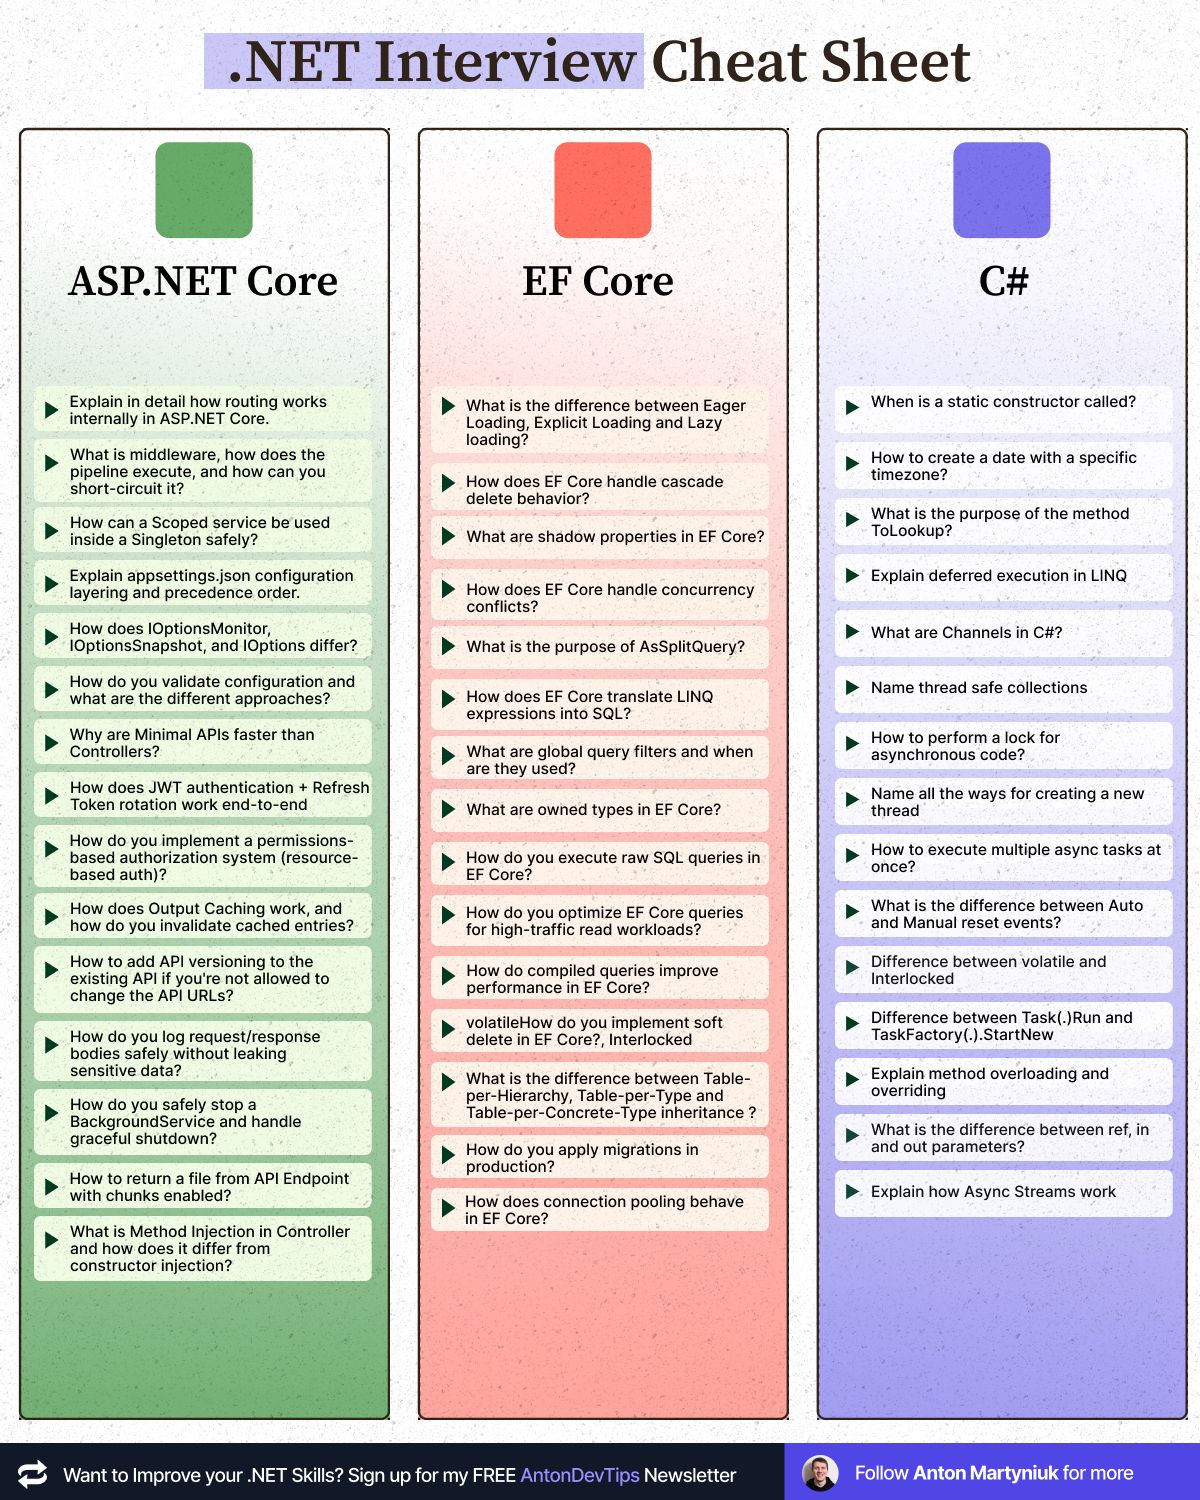 .NET Interview Cheat Sheet
ASP.NET Core
Explain in detail how routing works
internally in ASP.NET Core.
What is middleware, how does the
pipeline execute, and how can you
short-circuit it?
How can a Scoped service be used
inside a Singleton safely?
Explain appsettings.json configuration
layering and precedence order.
How does IOptionsMonitor,
IOptionsSnapshot, and IOptions differ?
How do you validate configuration and
what are the different approaches?
Why are Minimal APIs faster than
Controllers?
How does JWT authentication + Refresh
Token rotation work end-to-end
How do you implement a permissions-
based authorization system (resource-
based auth)?
How does Output Caching work, and
how do you invalidate cached entries?
How to add API versioning to the
existing API if you're not allowed to
change the API URLs?
How do you log request/response
bodies safely without leaking
sensitive data?
How do you safely stop a
BackgroundService and handle
graceful shutdown?
How to return a file from API Endpoint
with chunks enabled?
What is Method Injection in Controller
and how does it differ from
constructor injection?
EF Core
What is the difference between Eager
Loading, Explicit Loading and Lazy
loading?
How does EF Core handle cascade
delete behavior?
What are shadow properties in EF Core?
How does EF Core handle concurrency
conflicts?
What is the purpose of AsSplitQuery?
How does EF Core translate LINQ
expressions into SQL?
What are global query filters and when
are they used?
What are owned types in EF Core?
How do you execute raw SQL queries in
EF Core?
How do you optimize EF Core queries
for high-traffic read workloads?
How do compiled queries improve
performance in EF Core?
volatileHow do you implement soft
delete in EF Core?, Interlocked
What is the difference between Table-
per-Hierarchy, Table-per-Type and
Table-per-Concrete-Type inheritance ?
How do you apply migrations in
production?
How does connection pooling behave
in EF Core?
C#
When is a static constructor called?
How to create a date with a specific
timezone?
What is the purpose of the method
ToLookup?
Explain deferred execution in LINQ
What are Channels in C#?
Name thread safe collections
How to perform a lock for
asynchronous code?
Name all the ways for creating a new
thread
How to execute multiple async tasks at
once?
What is the difference between Auto
and Manual reset events?
Difference between volatile and
Interlocked
Difference between Task(.)Run and
TaskFactory(.).StartNew
Explain method overloading and
overriding
What is the difference between ref, in
and out parameters?
Explain how Async Streams work
Want to Improve your .NET Skills? Sign up for my FREE AntonDevTips Newsletter
Follow Anton Martyniuk for more